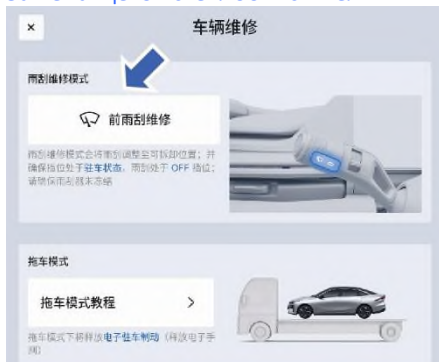 车辆维修
雨刮维修模式
前雨刮维修
雨刮维修模式会将雨刮调整至可拆卸位置；并
确保挡位处于驻车状态，雨刮处于 OFF 挡位；
请确保雨刮器未冻结
拖车模式
拖车模式教程
拖车模式下将释放电子驻车制动（释放电子手
刹）